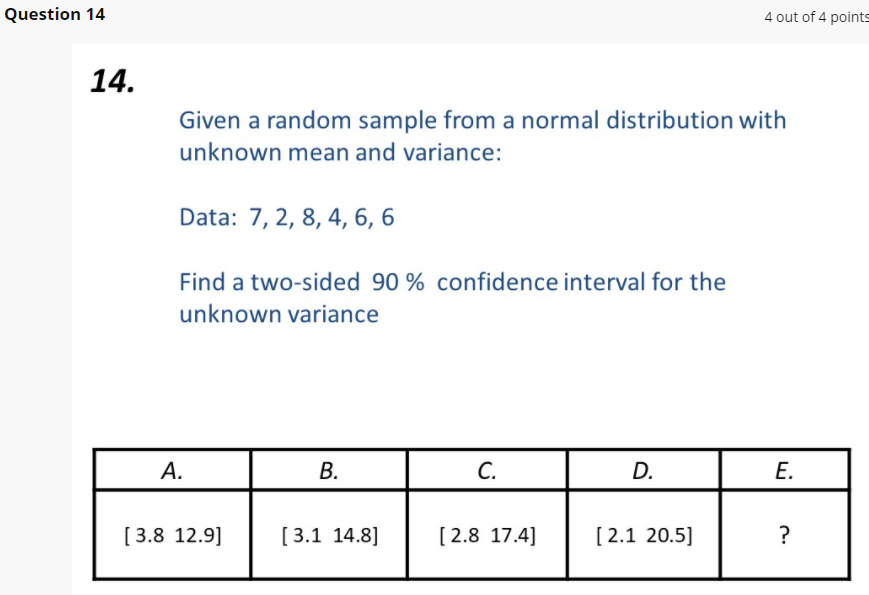 Question 14
4 out of 4 points
14.
Given a random sample from a normal distribution with
unknown mean and variance:
Data: 7, 2, 8, 4, 6, 6
Find a two-sided 90 % confidence interval for the
unknown variance
A. B. C. D. E.
[ 3.8 12.9] [ 3.1 14.8] [ 2.8 17.4] [ 2.1 20.5] ?